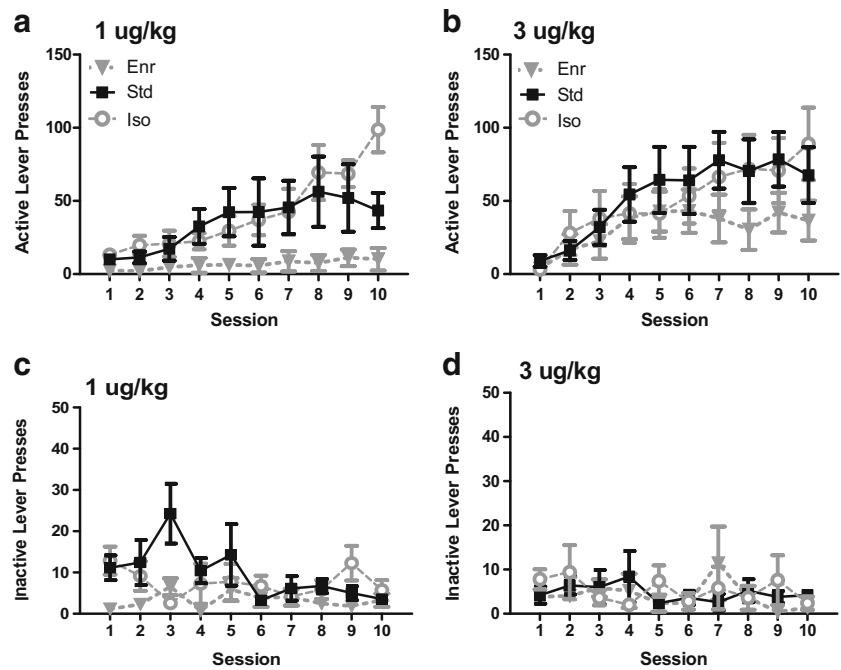 a
1 ug/kg
150
100
50
0
Active Lever Presses
Enr
Std
Iso
1 2 3 4 5 6 7 8 9 10
Session
b
3 ug/kg
150
100
50
0
Active Lever Presses
Enr
Std
Iso
1 2 3 4 5 6 7 8 9 10
Session
c
1 ug/kg
50
40
30
20
10
0
Inactive Lever Presses
1 2 3 4 5 6 7 8 9 10
Session
d
3 ug/kg
50
40
30
20
10
0
Inactive Lever Presses
1 2 3 4 5 6 7 8 9 10
Session